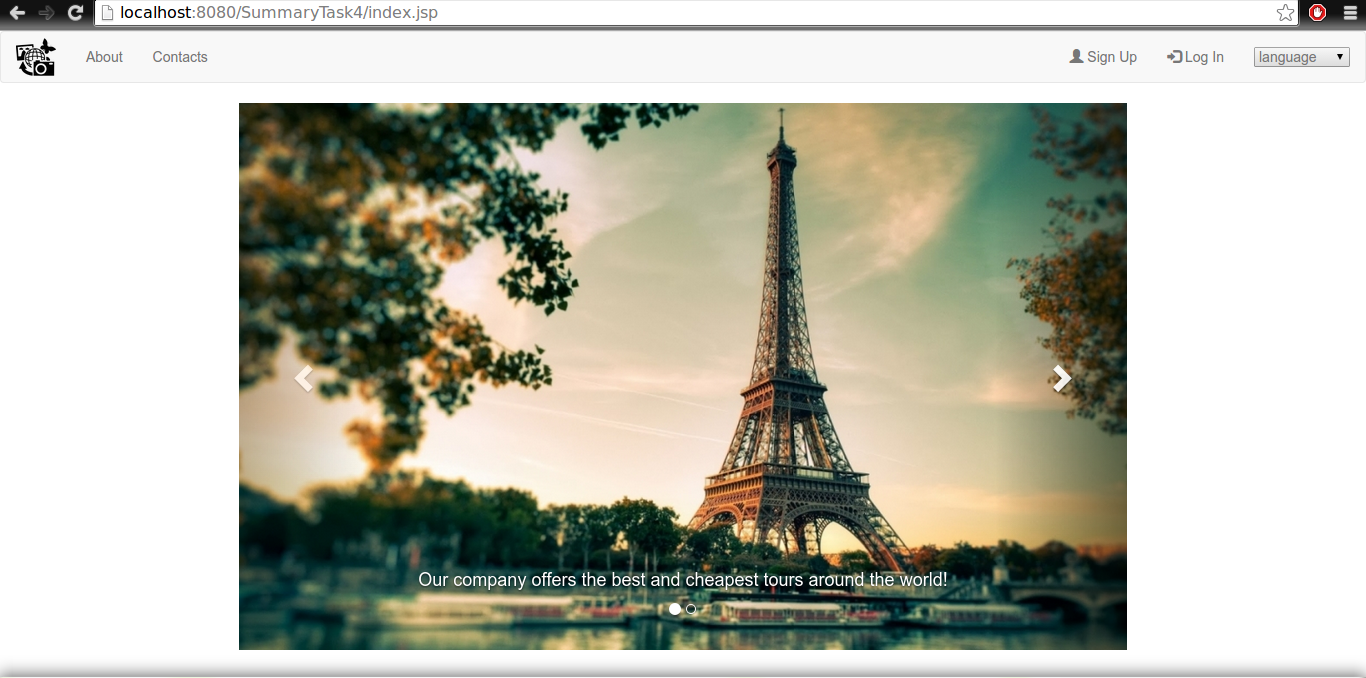 localhost:8080/SummaryTask4/index.jsp
About Contacts Sign Up Log In language
Our company offers the best and cheapest tours around the world!